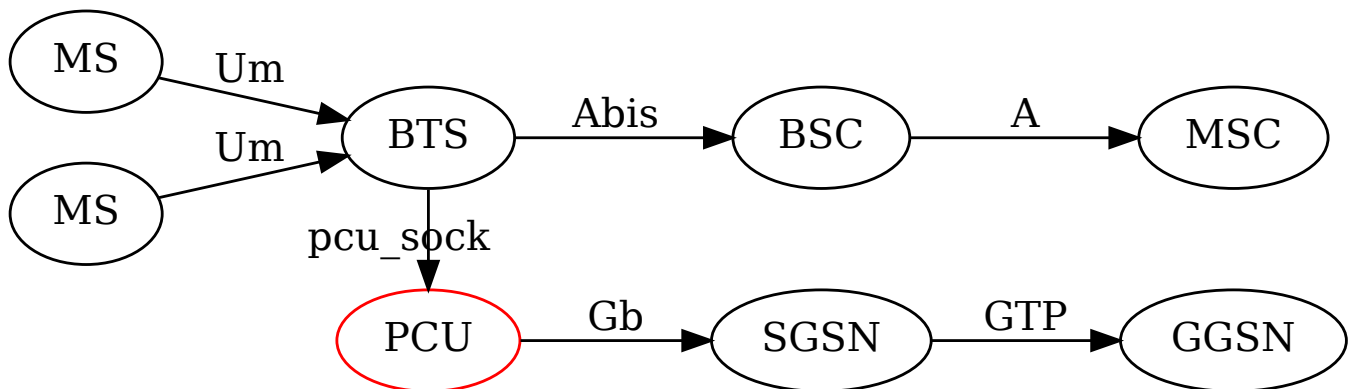 MS
Um
BTS
Abis
BSC
A
MSC
MS
Um
pcu_sock
PCU
Gb
SGSN
GTP
GGSN